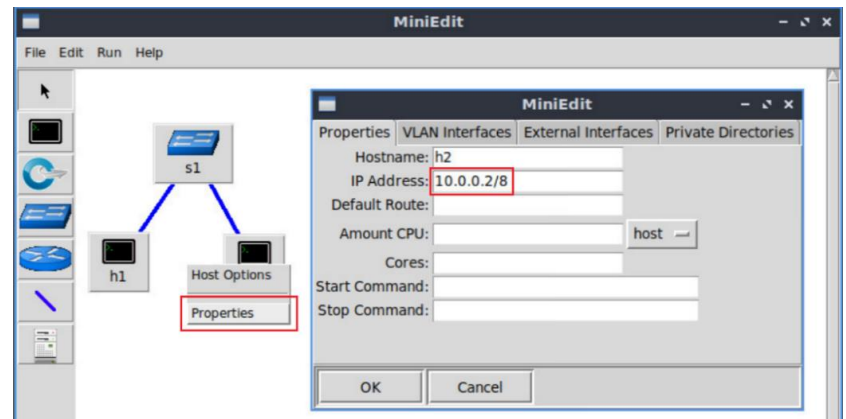 MiniEdit
File Edit Run Help
s1
h1
Host Options
Properties
MiniEdit
Properties VLAN Interfaces External Interfaces Private Directories
Hostname: h2
IP Address: 10.0.0.2/8
Default Route:
Amount CPU: host
Cores:
Start Command:
Stop Command:
OK Cancel